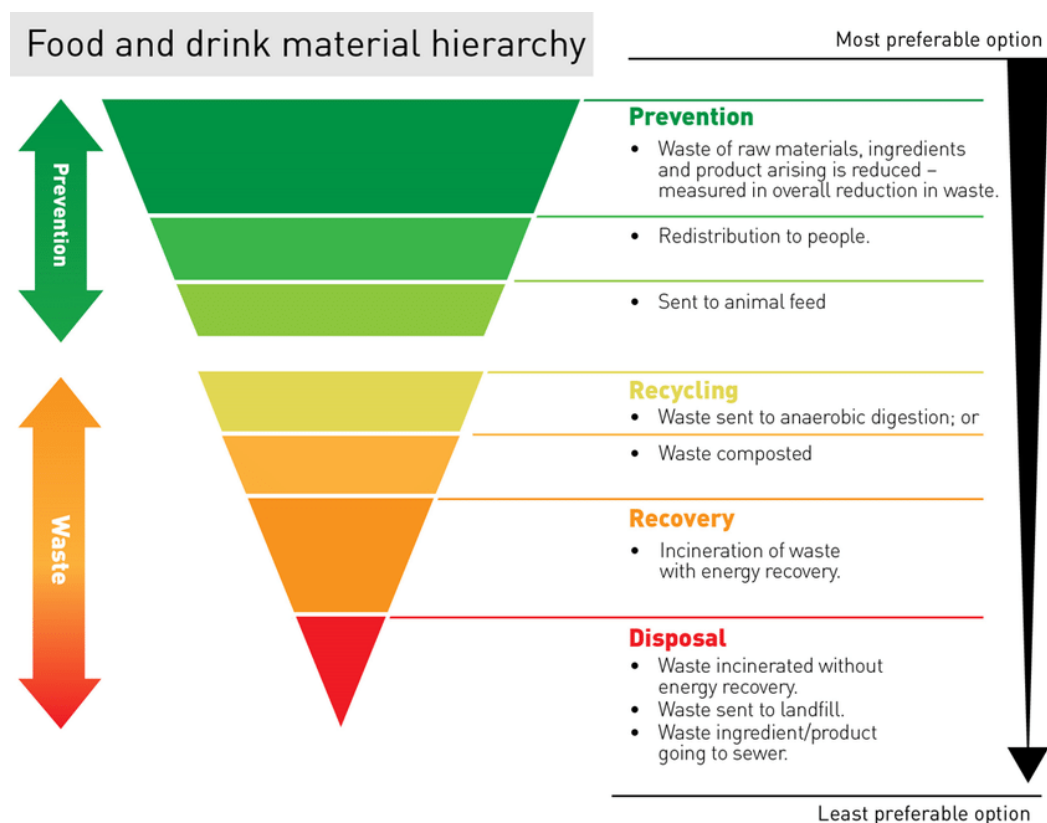 Food and drink material hierarchy
Most preferable option
Prevention
Prevention
• Waste of raw materials, ingredients
and product arising is reduced –
measured in overall reduction in waste.
• Redistribution to people.
• Sent to animal feed
Waste
Recycling
• Waste sent to anaerobic digestion; or
• Waste composted
Recovery
• Incineration of waste
with energy recovery.
Disposal
• Waste incinerated without
energy recovery.
• Waste sent to landfill.
• Waste ingredient/product
going to sewer.
Least preferable option